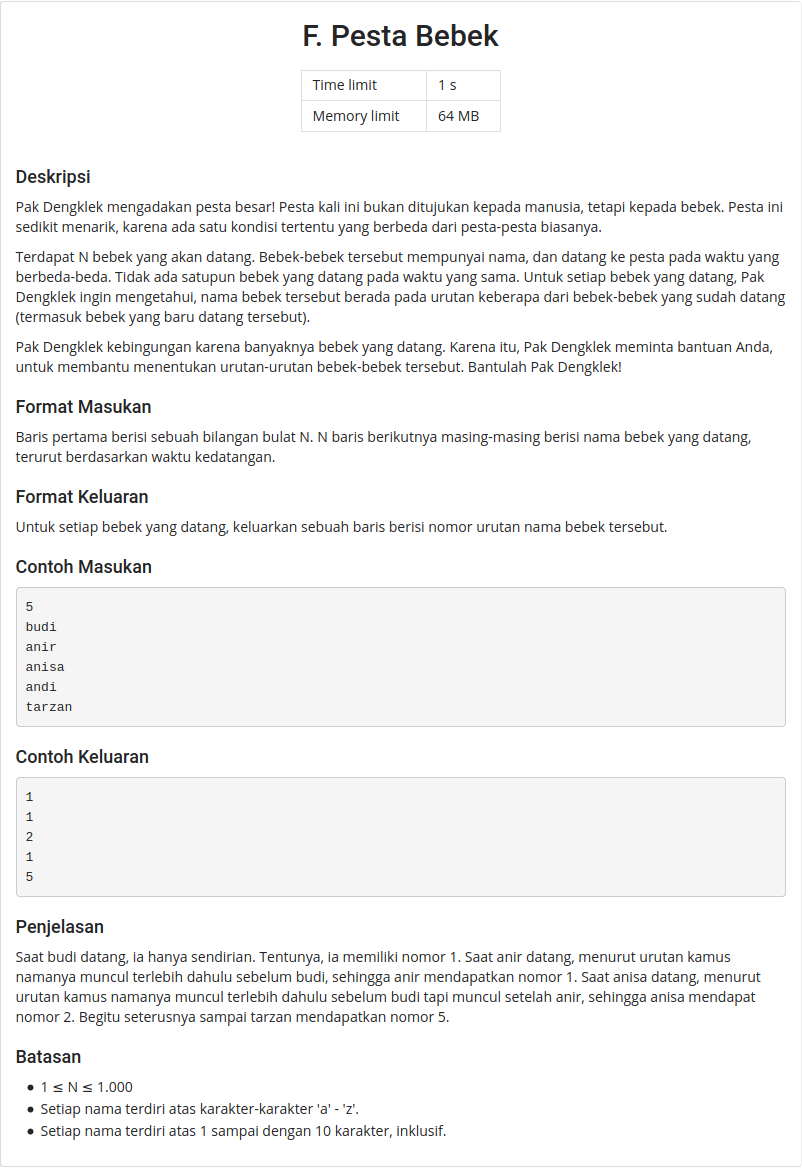 F. Pesta Bebek
Time limit 1 s
Memory limit 64 MB
Deskripsi
Pak Dengklek mengadakan pesta besar! Pesta kali ini bukan ditujukan kepada manusia, tetapi kepada bebek. Pesta ini
sedikit menarik, karena ada satu kondisi tertentu yang berbeda dari pesta-pesta biasanya.
Terdapat N bebek yang akan datang. Bebek-bebek tersebut mempunyai nama, dan datang ke pesta pada waktu yang
berbeda-beda. Tidak ada satupun bebek yang datang pada waktu yang sama. Untuk setiap bebek yang datang, Pak
Dengklek ingin mengetahui, nama bebek tersebut berada pada urutan keberapa dari bebek-bebek yang sudah datang
(termasuk bebek yang baru datang tersebut).
Pak Dengklek kebingungan karena banyaknya bebek yang datang. Karena itu, Pak Dengklek meminta bantuan Anda,
untuk membantu menentukan urutan-urutan bebek-bebek tersebut. Bantulah Pak Dengklek!
Format Masukan
Baris pertama berisi sebuah bilangan bulat N. N baris berikutnya masing-masing berisi nama bebek yang datang,
terurut berdasarkan waktu kedatangan.
Format Keluaran
Untuk setiap bebek yang datang, keluarkan sebuah baris berisi nomor urutan nama bebek tersebut.
Contoh Masukan
5
budi
anir
anisa
andi
tarzan
Contoh Keluaran
1
1
2
1
5
Penjelasan
Saat budi datang, ia hanya sendirian. Tentunya, ia memiliki nomor 1. Saat anir datang, menurut urutan kamus
namanya muncul terlebih dahulu sebelum budi, sehingga anir mendapatkan nomor 1. Saat anisa datang, menurut
urutan kamus namanya muncul terlebih dahulu sebelum budi tapi muncul setelah anir, sehingga anisa mendapat
nomor 2. Begitu seterusnya sampai tarzan mendapatkan nomor 5.
Batasan
• 1 ≤ N ≤ 1.000
• Setiap nama terdiri atas karakter-karakter 'a' - 'z'.
• Setiap nama terdiri atas 1 sampai dengan 10 karakter, inklusif.